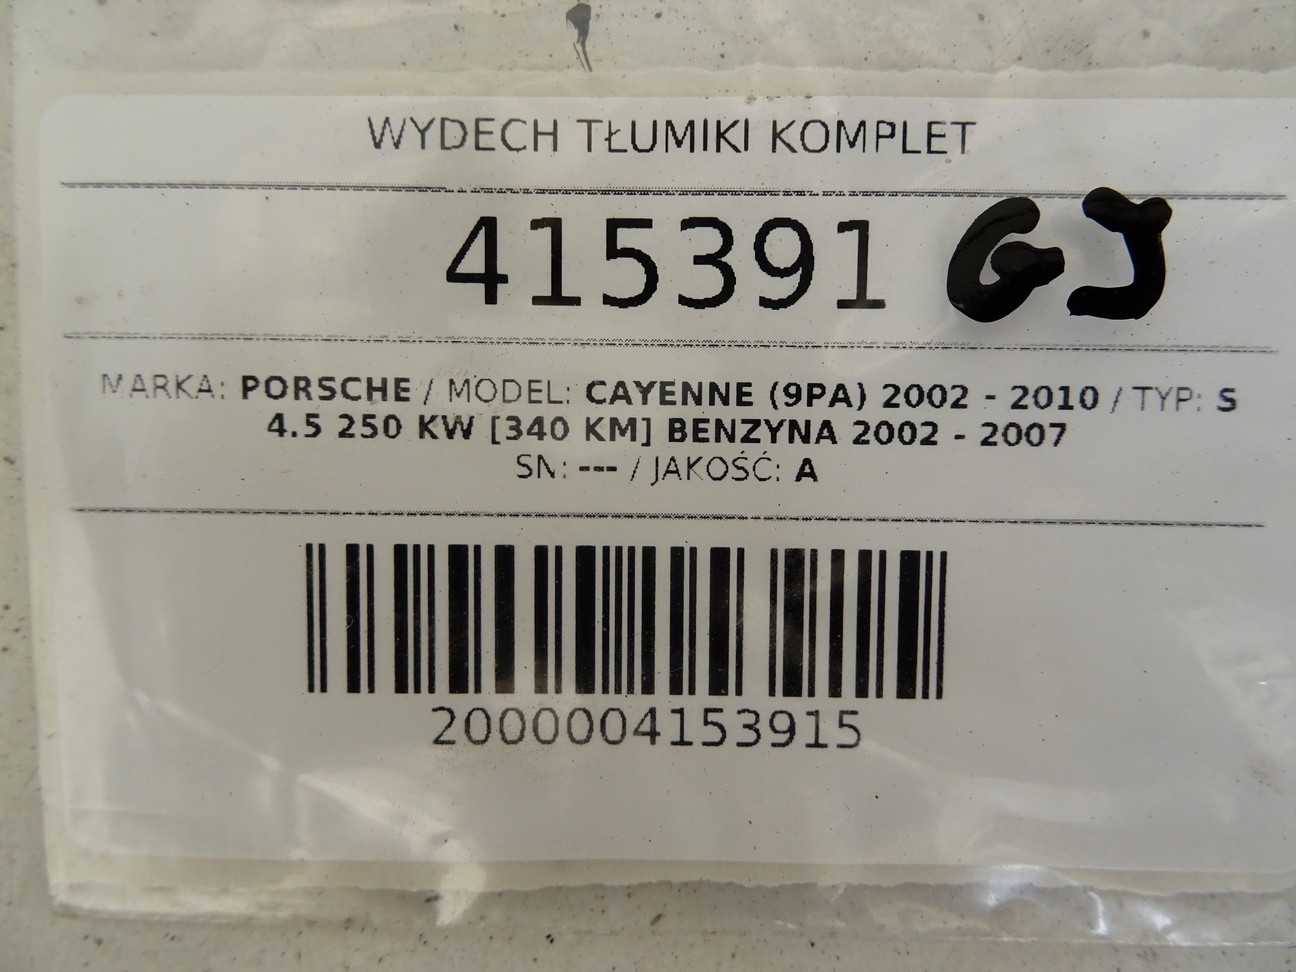 WYDECH TŁUMIKI KOMPLET
415391 GJ
MARKA: PORSCHE / MODEL: CAYENNE (9PA) 2002 - 2010 / TYP: S
4.5 250 KW [340 KM] BENZYNA 2002 - 2007
SN: --- / JAKOŚĆ: A
2000004153915